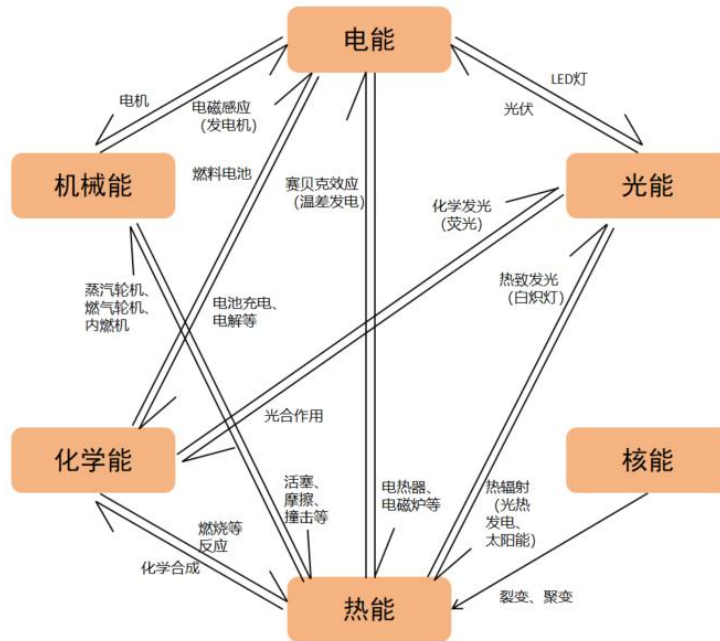 电能
电机
电磁感应
（发电机）
LED灯
光伏
机械能
燃料电池
赛贝克效应
（温差发电）
化学发光
（荧光）
光能
蒸汽轮机、
燃气轮机、
内燃机
电池充电、
电解等
热致发光
（白炽灯）
光合作用
化学能
核能
活塞、
摩擦、
撞击等
电热器、
电磁炉等
热辐射
（光热
发电、
太阳能）
燃烧等
反应
化学合成
热能
裂变、聚变